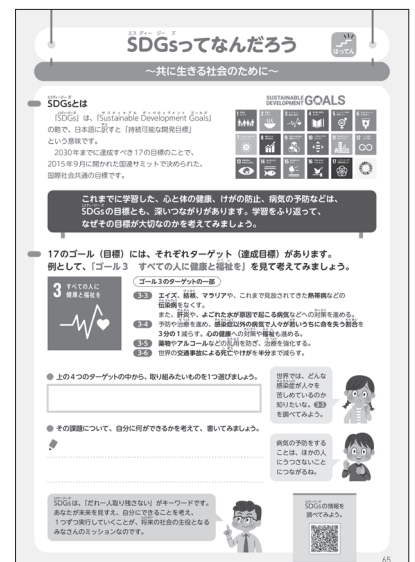 エスディー ジーズ
SDGsってなんだろう
はってん
～共に生きる社会のために～
SDGsとは
「SDGs」は、「Sustainable Development Goals」
の略で、日本語に訳すと「持続可能な開発目標」
という意味です。
2030年までに達成すべき17の目標のことで、
2015年9月に開かれた国連サミットで決められた、
国際社会共通の目標です。
SUSTAINABLE
DEVELOPMENT GOALS
これまでに学習した、心と体の健康、けがの防止、病気の予防などは、
SDGsの目標とも、深いつながりがあります。学習をふり返って、
なぜその目標が大切なのかを考えてみましょう。
17のゴール（目標）には、それぞれターゲット（達成目標）があります。
例として、「ゴール3 すべての人に健康と福祉を」を見て考えてみましょう。
3 すべての人に
健康と福祉を
ゴール3のターゲットの一部
3-3 エイズ、結核、マラリアや、これまで見放されてきた熱帯病などの
伝染病をなくす。
また、肝炎や、よごれた水が原因で起こる病気などへの対策を進める。
3-4 予防や治療を進め、感染症以外の病気で人々が若いうちに命を失う割合を
3分の1減らす。心の健康への対策や福祉も進める。
3-5 薬物やアルコールなどの乱用を防ぎ、治療を強化する。
3-6 世界の交通事故による死亡やけがを半分まで減らす。
上の4つのターゲットの中から、取り組みたいものを1つ選びましょう。
世界では、どんな
感染症が人々を
苦しめているのか
知りたいな。3-3
を調べてみよう。
その課題について、自分に何ができるかを考えて、書いてみましょう。
病気の予防をする
ことは、ほかの人
にうつさないこと
につながるね。
SDGsは、「だれ一人取り残さない」がキーワードです。
あなたが未来を見すえ、自分にできることを考え、
1つずつ実行していくことが、将来の社会の主役となる
みなさんのミッションなのです。
SDGsの情報を
調べてみよう。
65